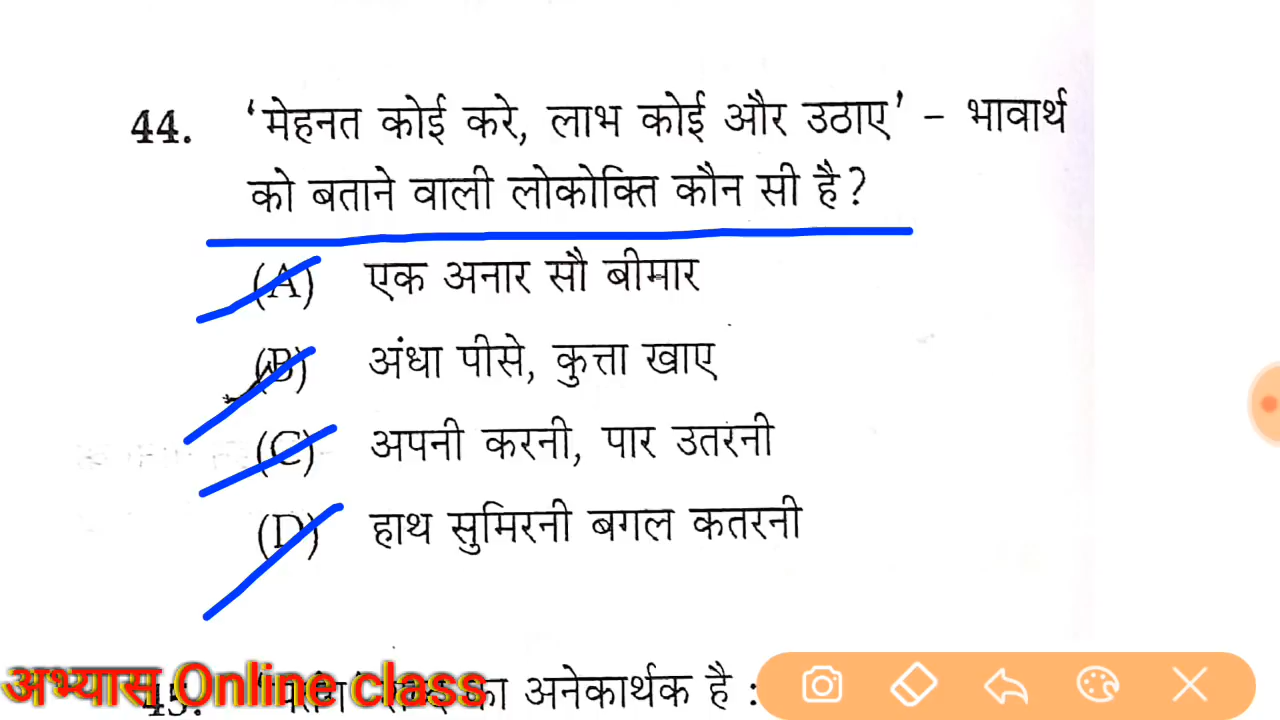 44. 'मेहनत कोई करे, लाभ कोई और उठाए' – भावार्थ
को बताने वाली लोकोक्ति कौन सी है?
(A) एक अनार सौ बीमार
(B) अंधा पीसे, कुत्ता खाए
(C) अपनी करनी, पार उतरनी
(D) हाथ सुमिरनी बगल कतरनी
अभ्यास Online class
45. का अनेकार्थक है :